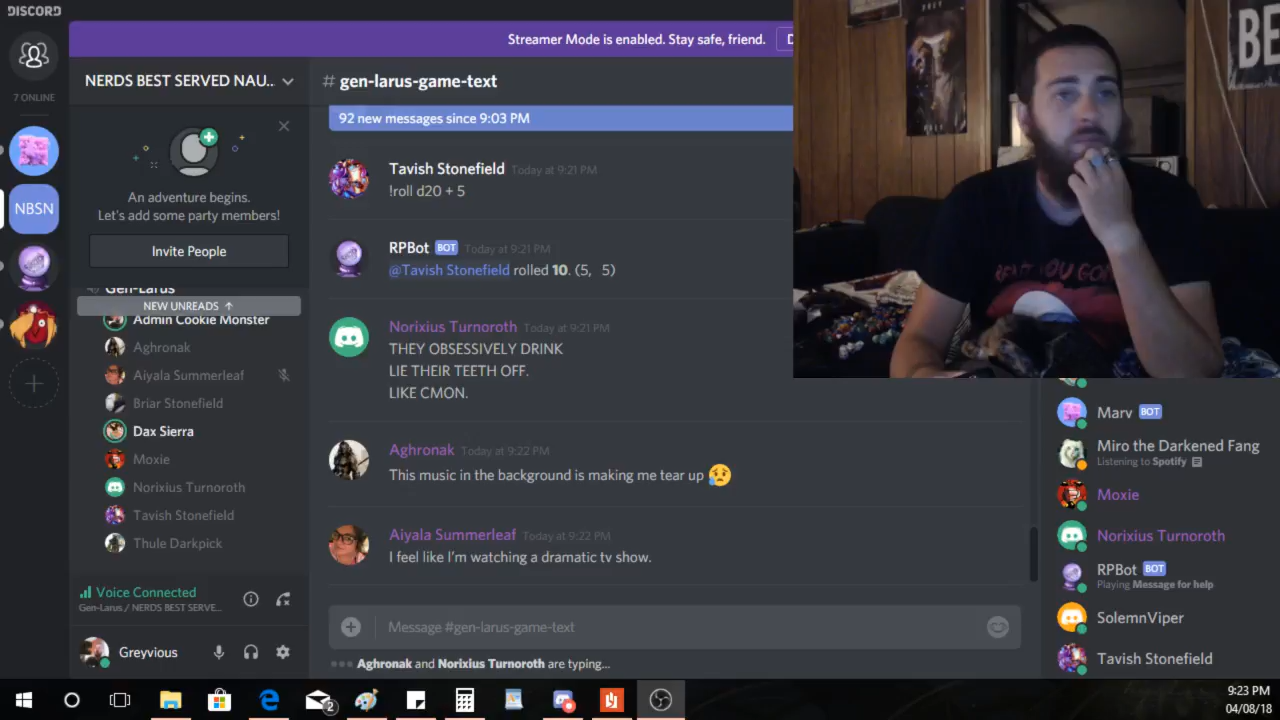 DISCORD
Streamer Mode is enabled. Stay safe, friend.
7 ONLINE
NBSN
NERDS BEST SERVED NAU...
An adventure begins.
Let's add some party members!
Invite People
Gen-Larus
NEW UNREADS ↑
Admin Cookie Monster
Aghronak
Aiyala Summerleaf
Briar Stonefield
Dax Sierra
Moxie
Norixius Turnoroth
Tavish Stonefield
Thule Darkpick
Voice Connected
Gen-Larus / NERDS BEST SERVE...
Greyvious
# gen-larus-game-text
92 new messages since 9:03 PM
Tavish Stonefield Today at 9:21 PM
!roll d20 + 5
RPBot BOT Today at 9:21 PM
@Tavish Stonefield rolled 10. (5, 5)
Norixius Turnoroth Today at 9:21 PM
THEY OBSESSIVELY DRINK
LIE THEIR TEETH OFF.
LIKE CMON.
Aghronak Today at 9:22 PM
This music in the background is making me tear up
Aiyala Summerleaf Today at 9:22 PM
I feel like I'm watching a dramatic tv show.
Message #gen-larus-game-text
Aghronak and Norixius Turnoroth are typing...
BE
Marv BOT
Miro the Darkened Fang
Listening to Spotify
Moxie
Norixius Turnoroth
RPBot BOT
Playing Message for help
SolemnViper
Tavish Stonefield
2
9:23 PM
04/08/18